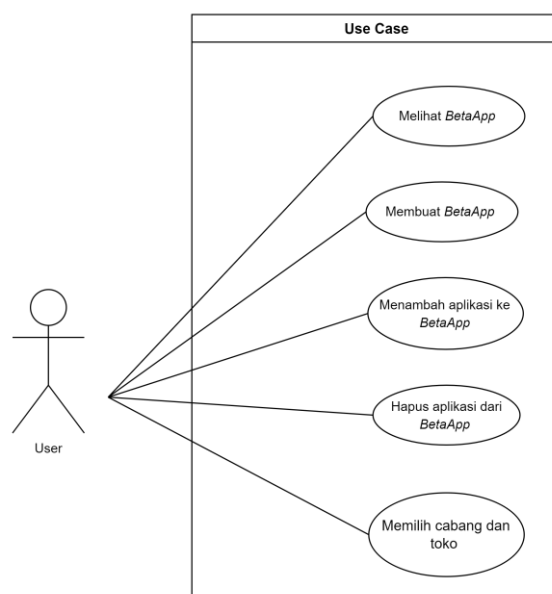 Use Case
Melihat BetaApp
Membuat BetaApp
Menambah aplikasi ke
BetaApp
Hapus aplikasi dari
BetaApp
User
Memilih cabang dan
toko